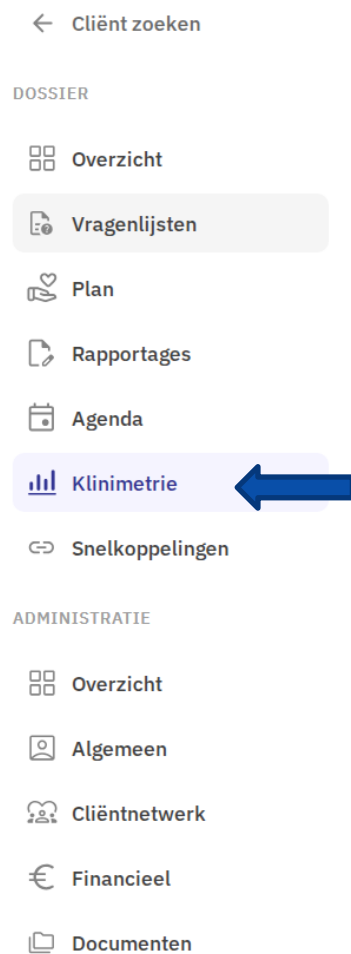 Cliënt zoeken
DOSSIER
Overzicht
Vragenlijsten
Plan
Rapportages
Agenda
Klinimetrie
Snelkoppelingen
ADMINISTRATIE
Overzicht
Algemeen
Cliëntnetwerk
Financieel
Documenten